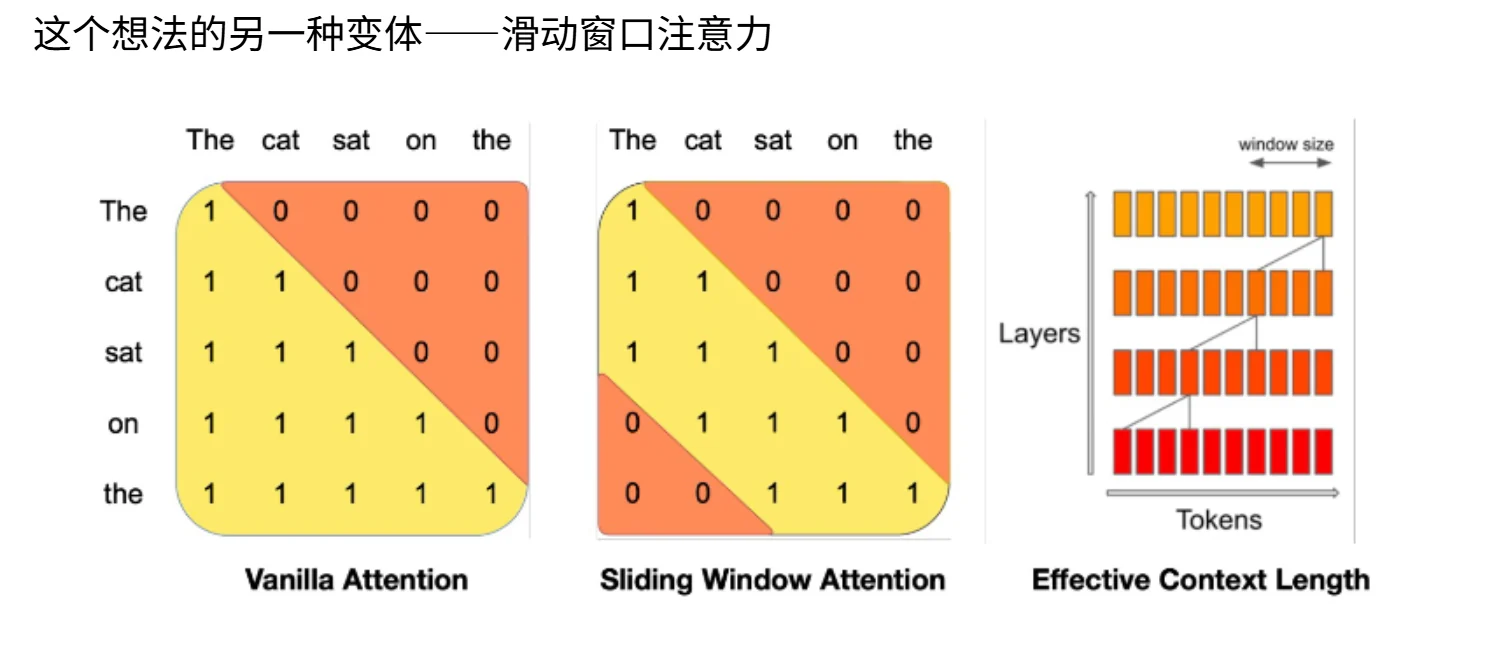 这个想法的另一种变体——滑动窗口注意力
The cat sat on the
The 1 0 0 0 0
cat 1 1 0 0 0
sat 1 1 1 0 0
on 1 1 1 1 0
the 1 1 1 1 1
Vanilla Attention
The cat sat on the
1 0 0 0 0
1 1 0 0 0
1 1 1 0 0
0 1 1 1 0
0 0 1 1 1
Sliding Window Attention
window size
Layers
Tokens
Effective Context Length